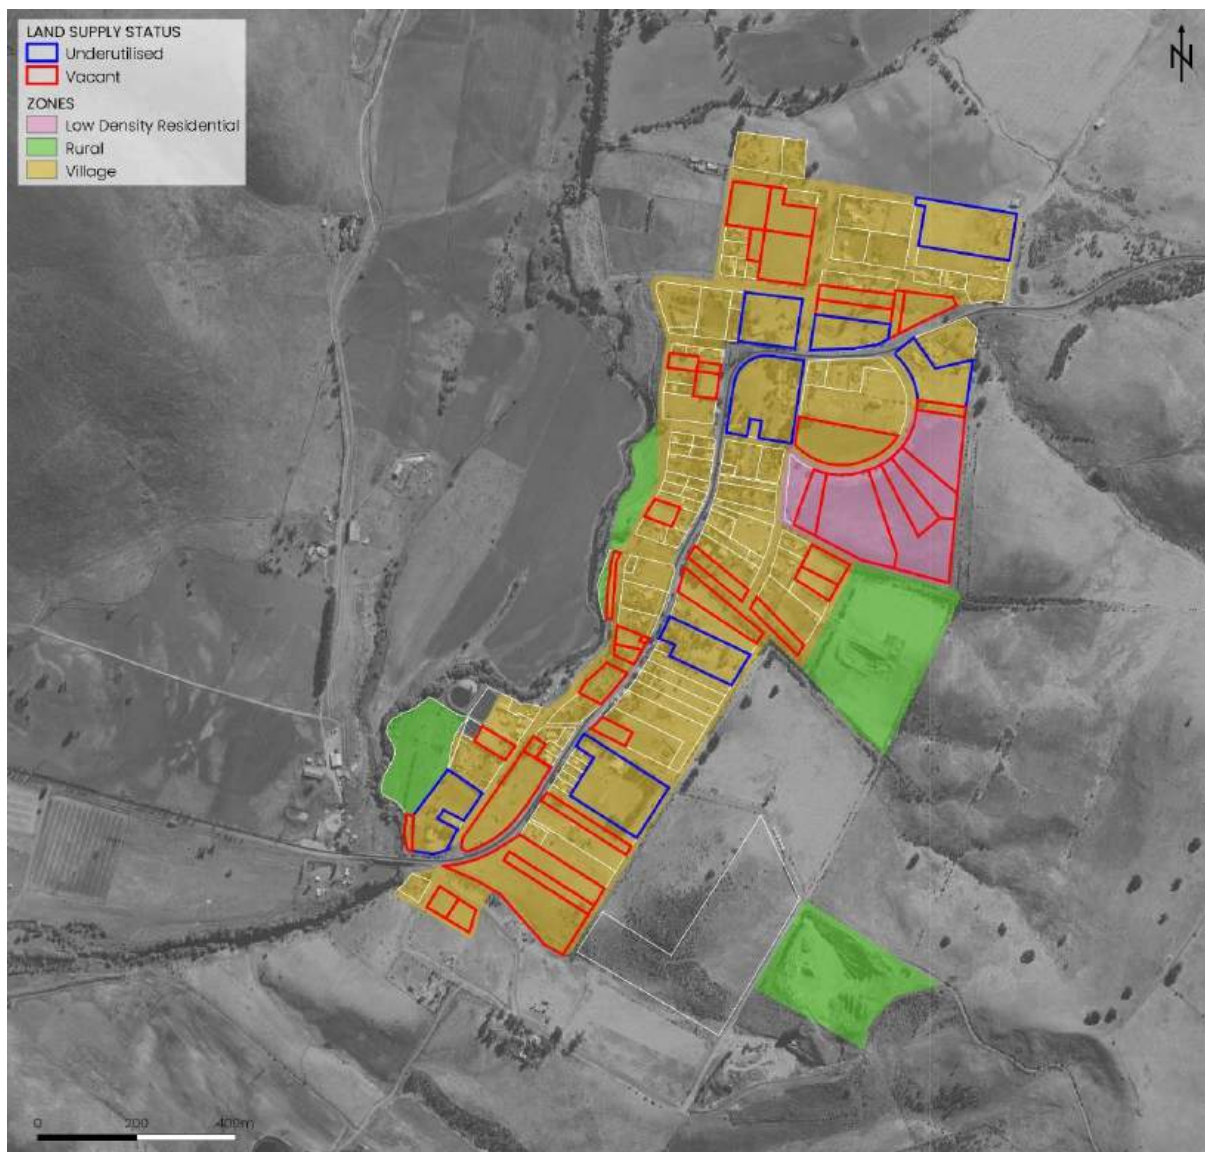 LAND SUPPLY STATUS
Underutilised
Vacant
ZONES
Low Density Residential
Rural
Village
N
0 200 400m